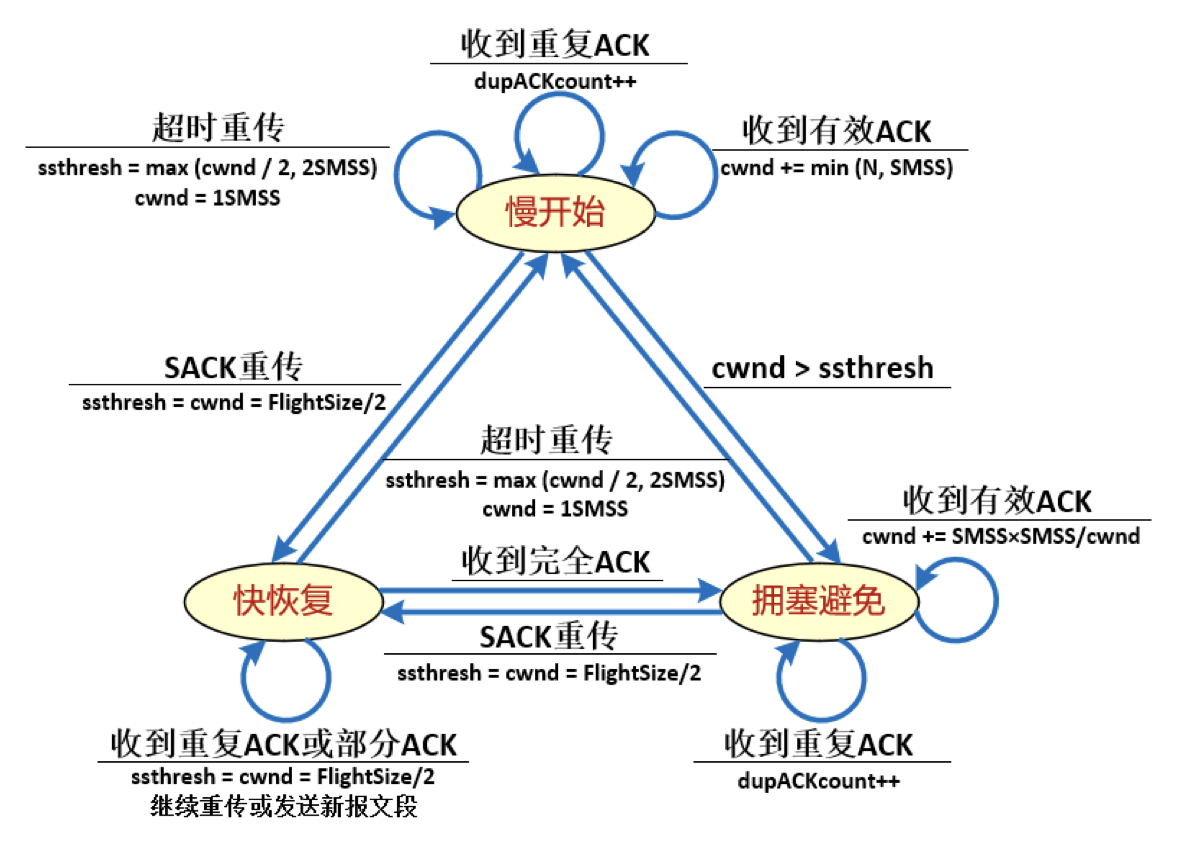 收到重复ACK
dupACKcount++
超时重传
ssthresh = max (cwnd / 2, 2SMSS)
cwnd = 1SMSS
收到有效ACK
cwnd += min (N, SMSS)
慢开始
SACK重传
ssthresh = cwnd = FlightSize/2
cwnd > ssthresh
超时重传
ssthresh = max (cwnd / 2, 2SMSS)
cwnd = 1SMSS
收到有效ACK
cwnd += SMSS×SMSS/cwnd
收到完全ACK
快恢复
拥塞避免
SACK重传
ssthresh = cwnd = FlightSize/2
收到重复ACK或部分ACK
ssthresh = cwnd = FlightSize/2
继续重传或发送新报文段
收到重复ACK
dupACKcount++